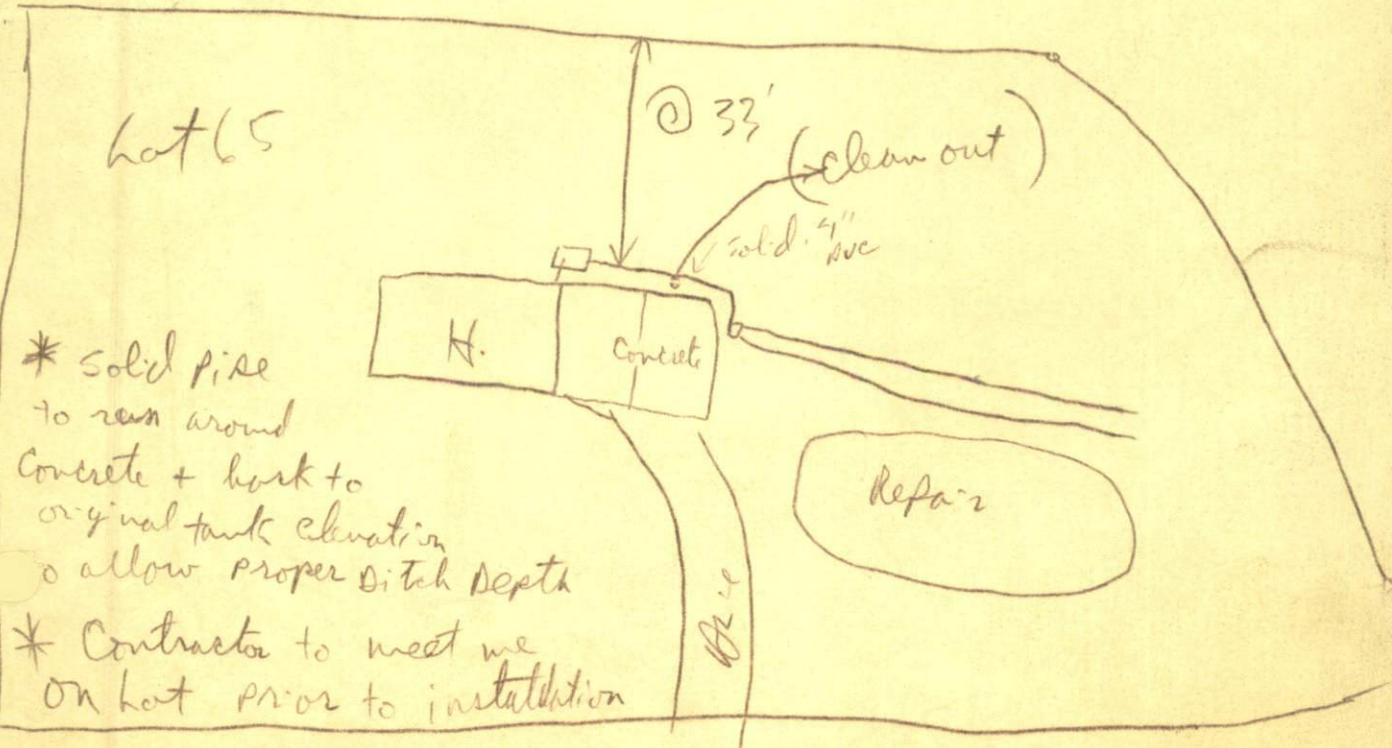 Lot 65
@ 33'
(clean out)
solid 4"
PVC
H.
Concrete
* Solid Pipe
to run around
Concrete + back to
original tank elevation
to allow Proper Ditch Depth
Repair
* Contractor to meet me
on Lot prior to installation